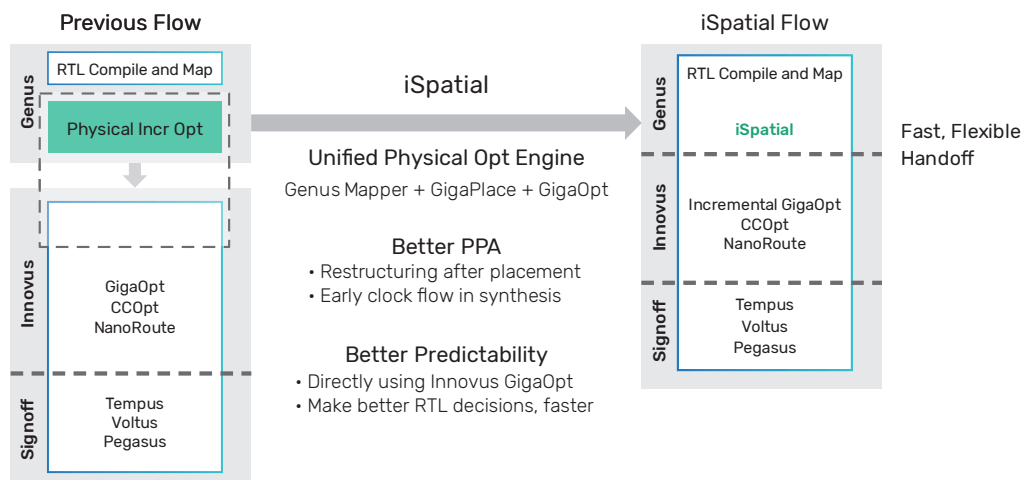 Previous Flow
Genus
RTL Compile and Map
Physical Incr Opt
Innovus
GigaOpt
CCOpt
NanoRoute
Signoff
Tempus
Voltus
Pegasus
iSpatial
Unified Physical Opt Engine
Genus Mapper + GigaPlace + GigaOpt
Better PPA
• Restructuring after placement
• Early clock flow in synthesis
Better Predictability
• Directly using Innovus GigaOpt
• Make better RTL decisions, faster
iSpatial Flow
Genus
RTL Compile and Map
iSpatial
Innovus
Incremental GigaOpt
CCOpt
NanoRoute
Signoff
Tempus
Voltus
Pegasus
Fast, Flexible
Handoff